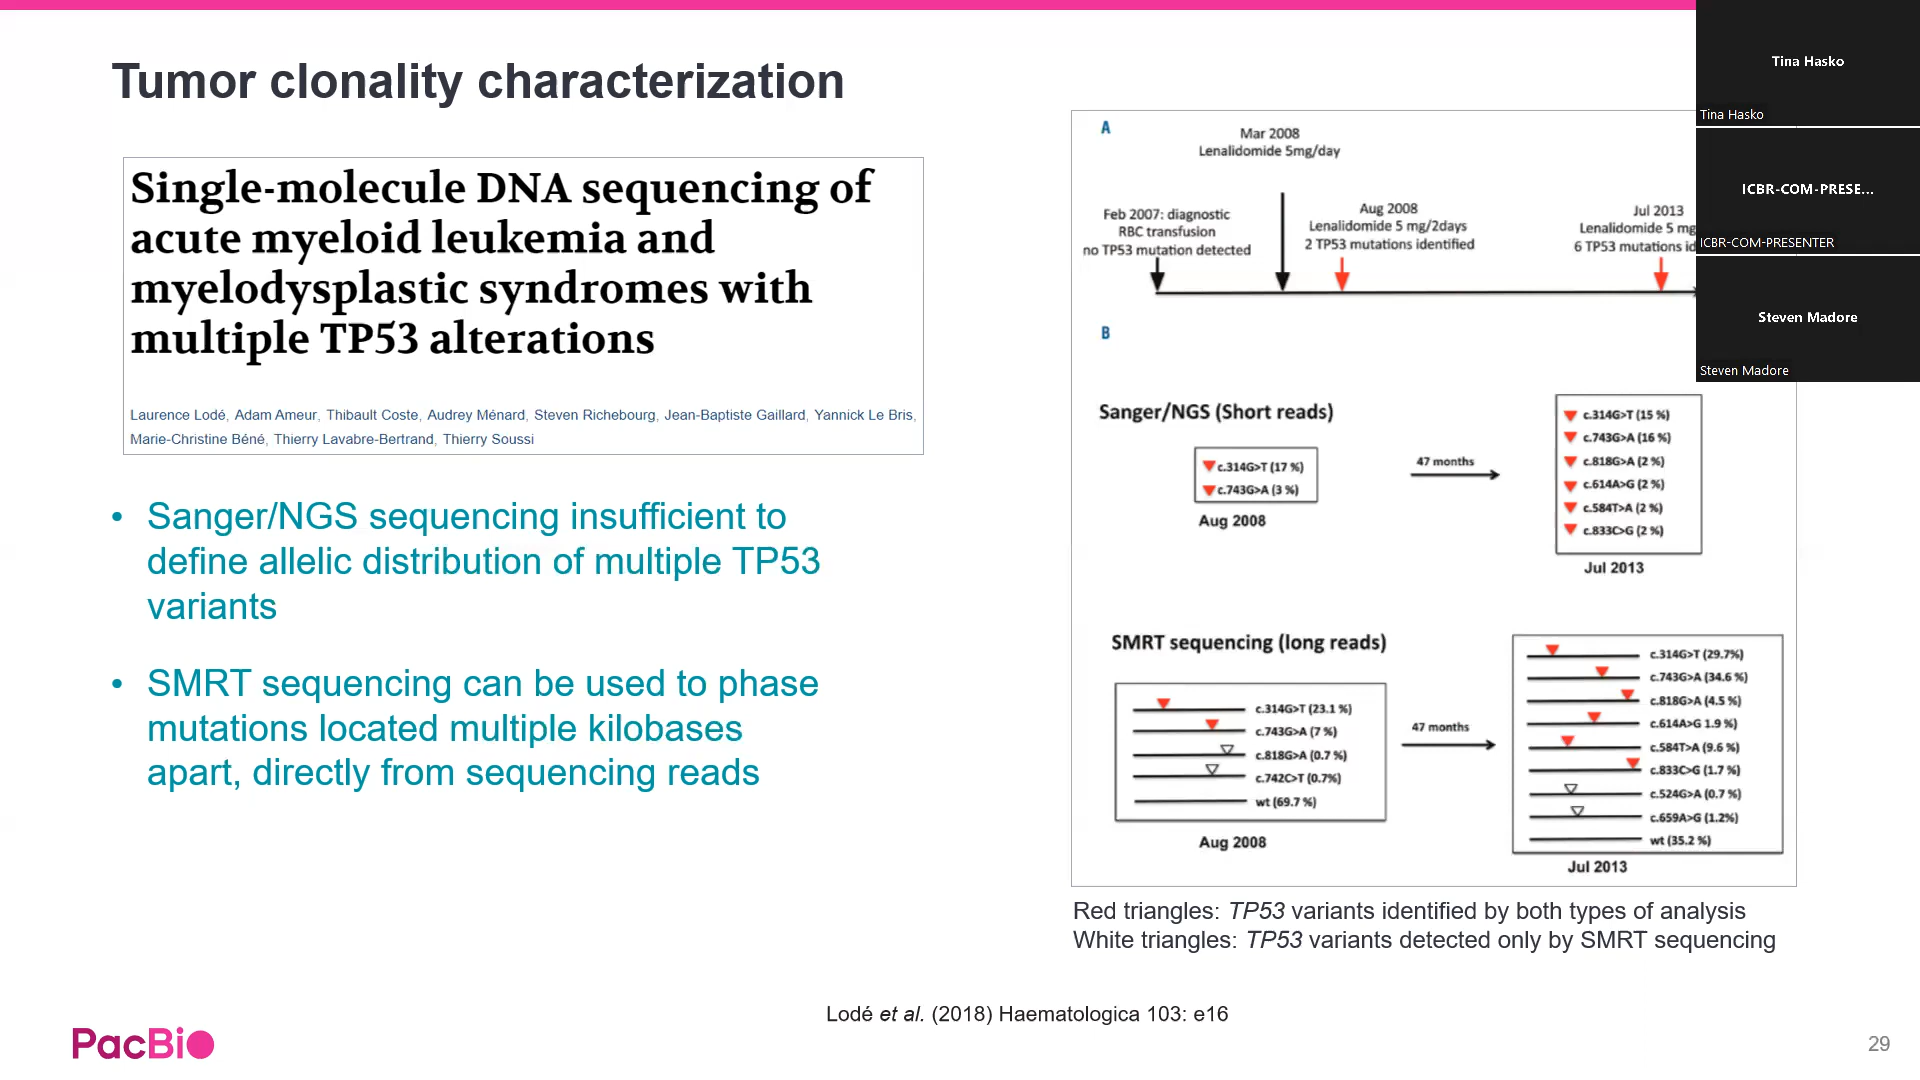 Tumor clonality characterization
Single-molecule DNA sequencing of
acute myeloid leukemia and
myelodysplastic syndromes with
multiple TP53 alterations
Laurence Lodé, Adam Ameur, Thibault Coste, Audrey Ménard, Steven Richebourg, Jean-Baptiste Gaillard, Yannick Le Bris,
Marie-Christine Béné, Thierry Lavabre-Bertrand, Thierry Soussi
• Sanger/NGS sequencing insufficient to
define allelic distribution of multiple TP53
variants
• SMRT sequencing can be used to phase
mutations located multiple kilobases
apart, directly from sequencing reads
A
Mar 2008
Lenalidomide 5mg/day
Feb 2007: diagnostic
RBC transfusion
no TP53 mutation detected
Aug 2008
Lenalidomide 5 mg/2days
2 TP53 mutations identified
Jul 2013
Lenalidomide 5 mg
6 TP53 mutations
B
Sanger/NGS (Short reads)
c.314G>T (17 %)
c.743G>A (3 %)
Aug 2008
47 months
c.314G>T (15 %)
c.743G>A (16 %)
c.818G>A (2 %)
c.614A>G (2 %)
c.584T>A (2 %)
c.833C>G (2 %)
Jul 2013
SMRT sequencing (long reads)
c.314G>T (23.1 %)
c.743G>A (7 %)
c.818G>A (0.7 %)
c.742C>T (0.7%)
wt (69.7 %)
Aug 2008
47 months
c.314G>T (29.7%)
c.743G>A (34.6 %)
c.818G>A (4.5 %)
c.614A>G 1.9 %)
c.584T>A (9.6 %)
c.833C>G (1.7 %)
c.524G>A (0.7 %)
c.659A>G (1.2%)
wt (35.2 %)
Jul 2013
Red triangles: TP53 variants identified by both types of analysis
White triangles: TP53 variants detected only by SMRT sequencing
Lodé et al. (2018) Haematologica 103: e16
PacBio
29
Tina Hasko
Tina Hasko
ICBR-COM-PRESE...
ICBR-COM-PRESENTER
Steven Madore
Steven Madore